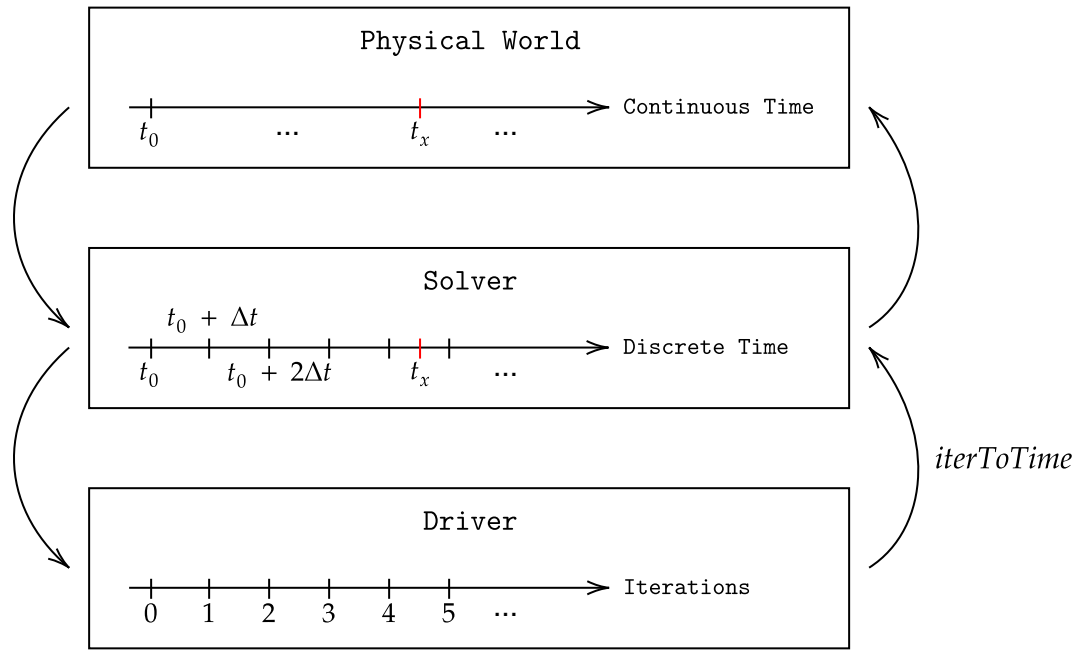 Physical World
Continuous Time
t₀ ... tₓ ...
Solver
t₀ + Δt
Discrete Time
t₀ t₀ + 2Δt tₓ ...
iterToTime
Driver
Iterations
0 1 2 3 4 5 ...